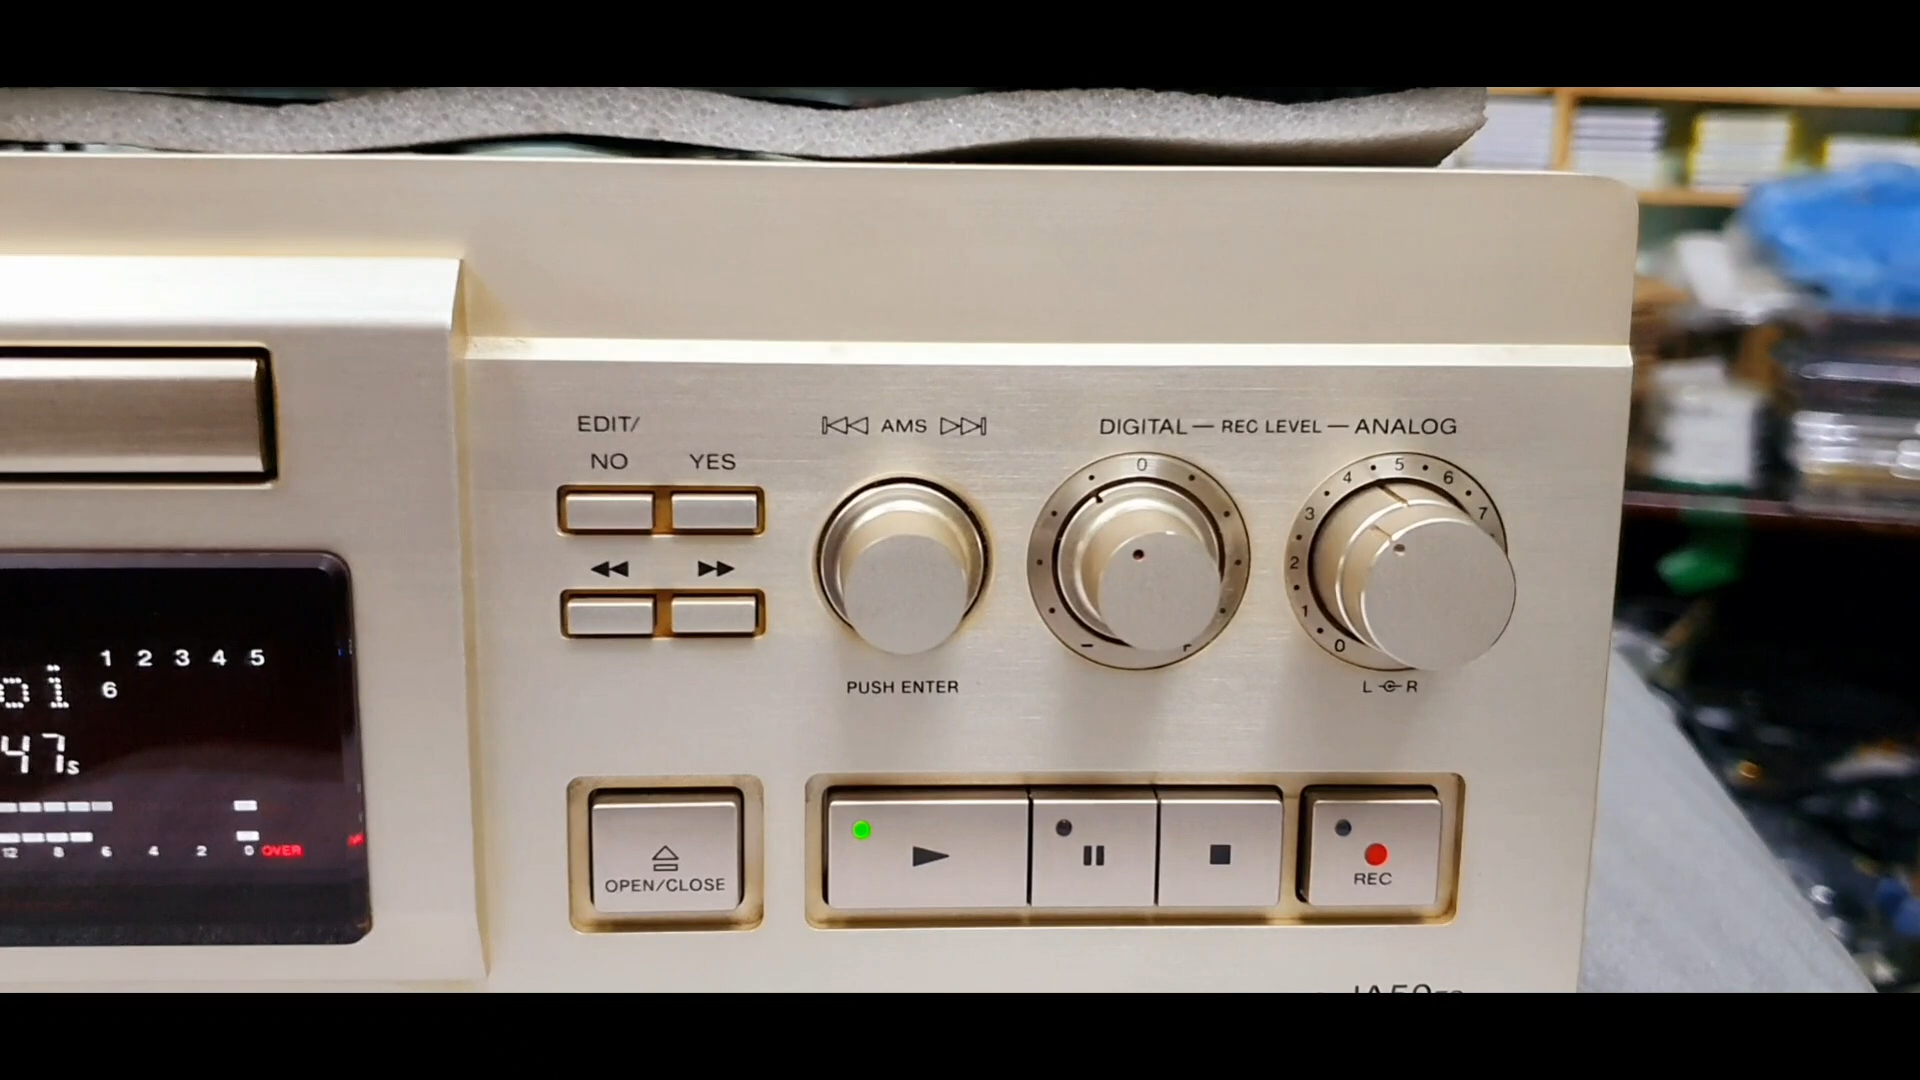 EDIT/
NO YES
AMS
DIGITAL — REC LEVEL — ANALOG
0
0 1 2 3 4 5 6 7
PUSH ENTER
L R
1 2 3 4 5
6
47s
12 8 6 4 2 0 OVER
OPEN/CLOSE
REC